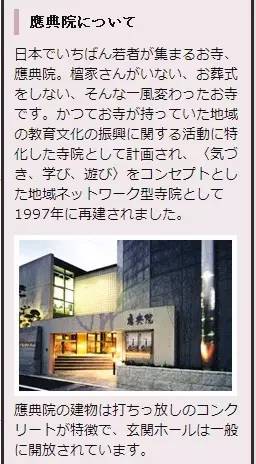 應典院について
日本でいちばん若者が集まるお寺、
應典院。檀家さんがいない、お葬式
をしない、そんな一風変わったお寺
です。かつてお寺が持っていた地域
の教育文化の振興に関する活動に特
化した寺院として計画され、〈気づ
き、学び、遊び〉をコンセプトとし
た地域ネットワーク型寺院として
1997年に再建されました。
應典院
應典院の建物は打ちっ放しのコンク
リートが特徴で、玄関ホールは一般
に開放されています。